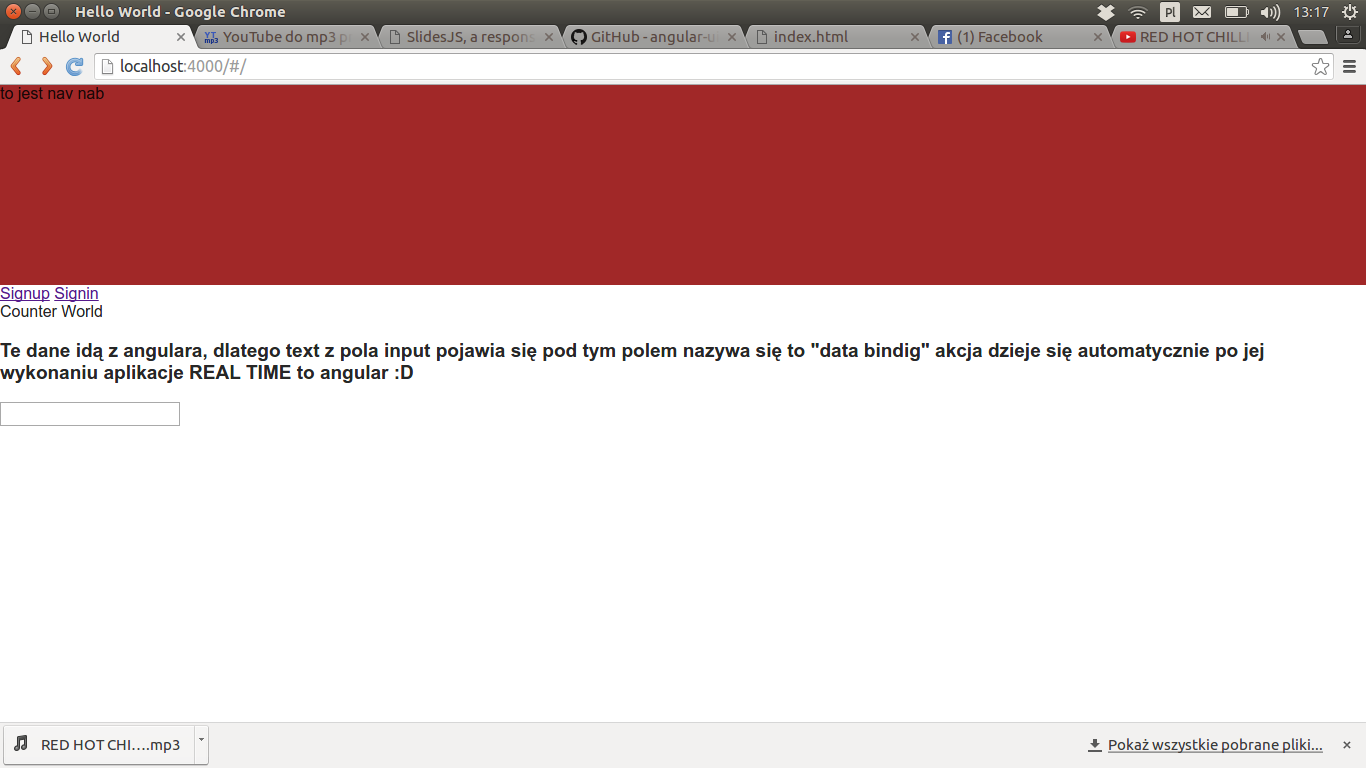 Hello World - Google Chrome
Pl
13:17
Hello World
YT mp3 YouTube do mp3
SlidesJS, a respons
GitHub - angular-u
index.html
(1) Facebook
RED HOT CHILL
localhost:4000/#/
to jest nav nab
Signup Signin
Counter World
Te dane idą z angulara, dlatego text z pola input pojawia się pod tym polem nazywa się to "data bindig" akcja dzieje się automatycznie po jej
wykonaniu aplikacje REAL TIME to angular :D
RED HOT CHI....mp3
Pokaż wszystkie pobrane pliki...